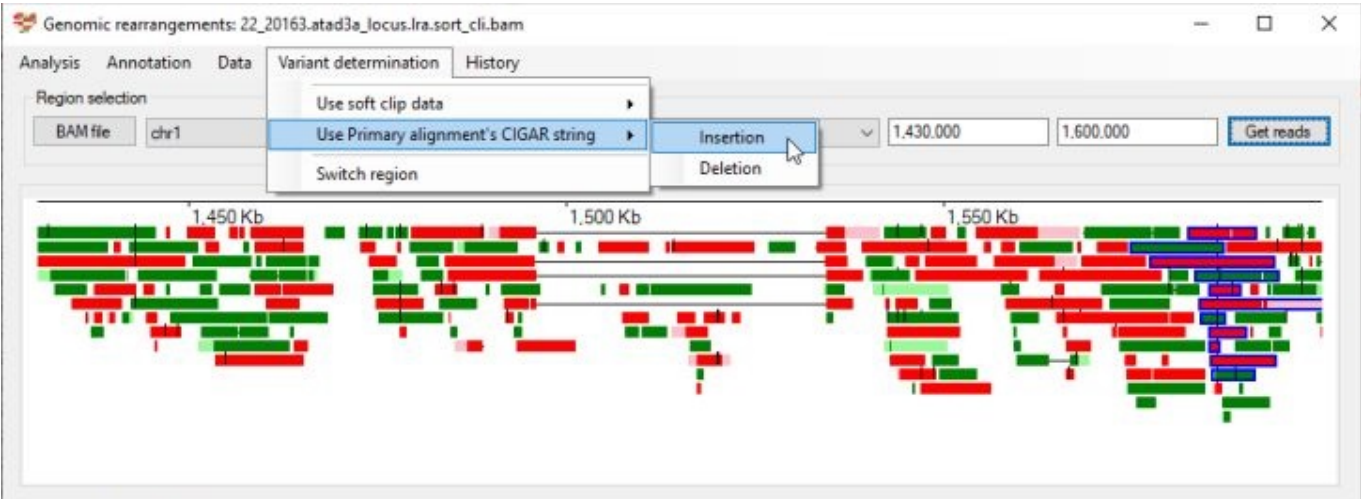 Genomic rearrangements: 22_20163.atad3a_locus.lra.sort_cli.bam
Analysis Annotation Data Variant determination History
Region selection
Use soft clip data
BAM file chr1 Use Primary alignment's CIGAR string Insertion 1,430.000 1,600.000 Get reads
Deletion
Switch region
1,450 Kb 1,500 Kb 1,550 Kb